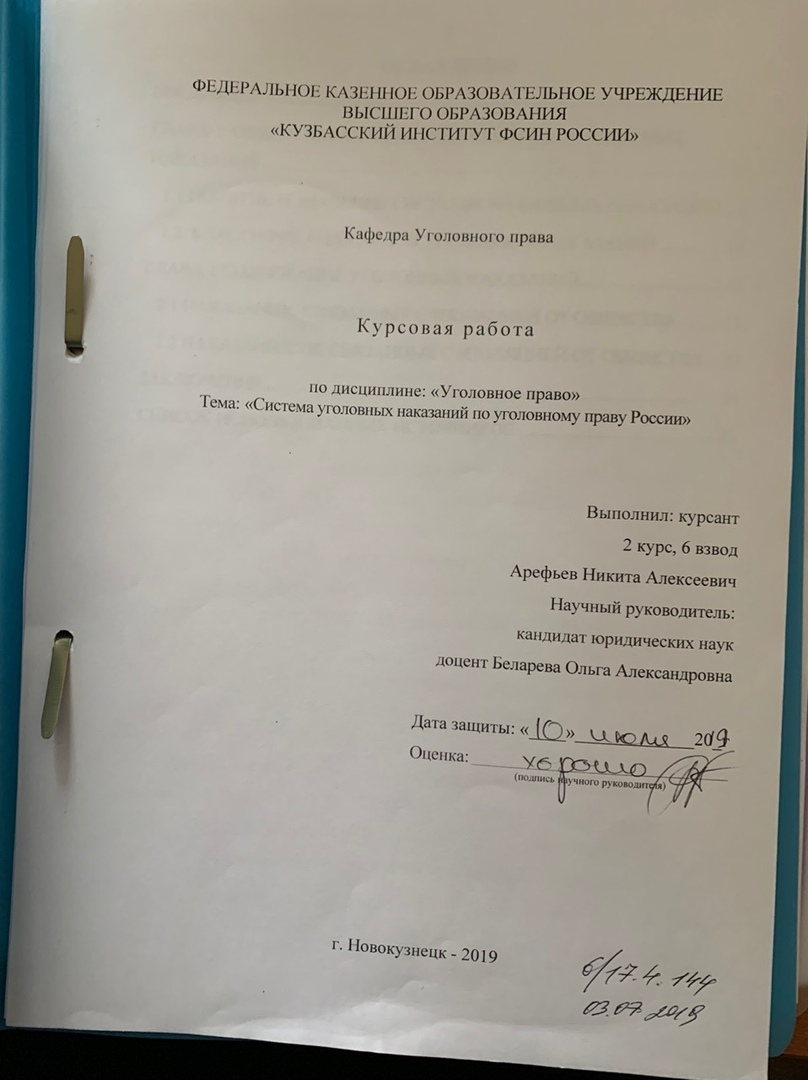 ФЕДЕРАЛЬНОЕ КАЗЕННОЕ ОБРАЗОВАТЕЛЬНОЕ УЧРЕЖДЕНИЕ
ВЫСШЕГО ОБРАЗОВАНИЯ
«КУЗБАССКИЙ ИНСТИТУТ ФСИН РОССИИ»
Кафедра Уголовного права
Курсовая работа
по дисциплине: «Уголовное право»
Тема: «Система уголовных наказаний по уголовному праву России»
Выполнил: курсант
2 курс, 6 взвод
Арефьев Никита Алексеевич
Научный руководитель:
кандидат юридических наук
доцент Беларева Ольга Александровна
Дата защиты: «10» июля 2019
Оценка: хорошо
(подпись научного руководителя)
г. Новокузнецк - 2019
б/17.4. 144
03.07.2019